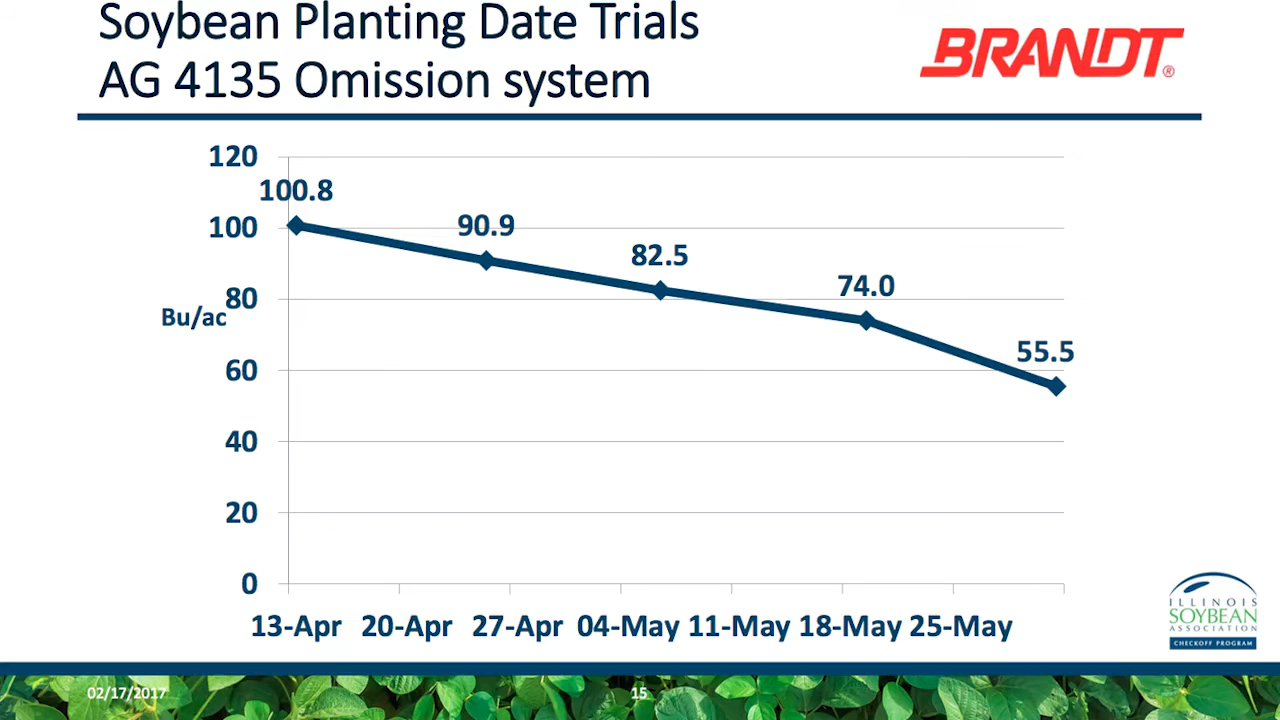 Soybean Planting Date Trials
AG 4135 Omission system
BRANDT®
120
100.8
100
90.9
82.5
80
74.0
Bu/ac
55.5
60
40
20
0
13-Apr 20-Apr 27-Apr 04-May 11-May 18-May 25-May
ILLINOIS
SOYBEAN
ASSOCIATION
CHECKOFF PROGRAM
02/17/2017
15